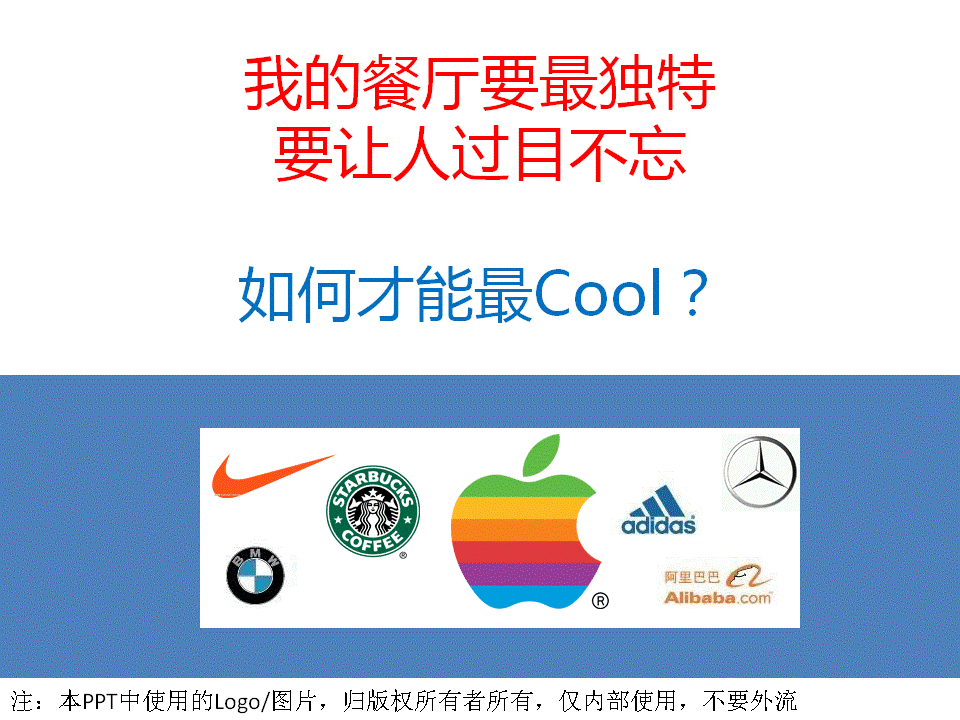 我的餐厅要最独特
要让人过目不忘
如何才能最Cool？
STARBUCKS
COFFEE
®
®
adidas
BMW
阿里巴巴
Alibaba.com
注：本PPT中使用的Logo/图片，归版权所有者所有，仅内部使用，不要外流